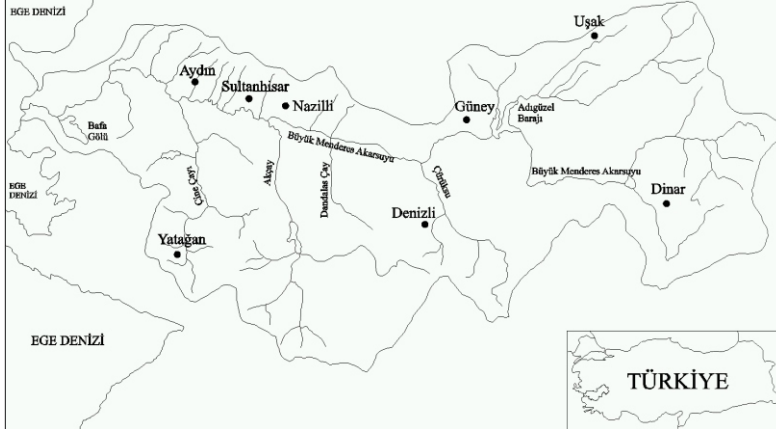 EGE DENİZİ
Uşak
Aydın
Sultanhisar
Nazilli
Güney
Adıgüzel
Barajı
Bafa
Gölü
Büyük Menderes Akarsuyu
Büyük Menderes Akarsuyu
EGE
DENİZİ
Çine Çayı
Akçay
Dandalas Çay
Çürüksu
Dinar
Denizli
Yatağan
EGE DENİZİ
TÜRKİYE